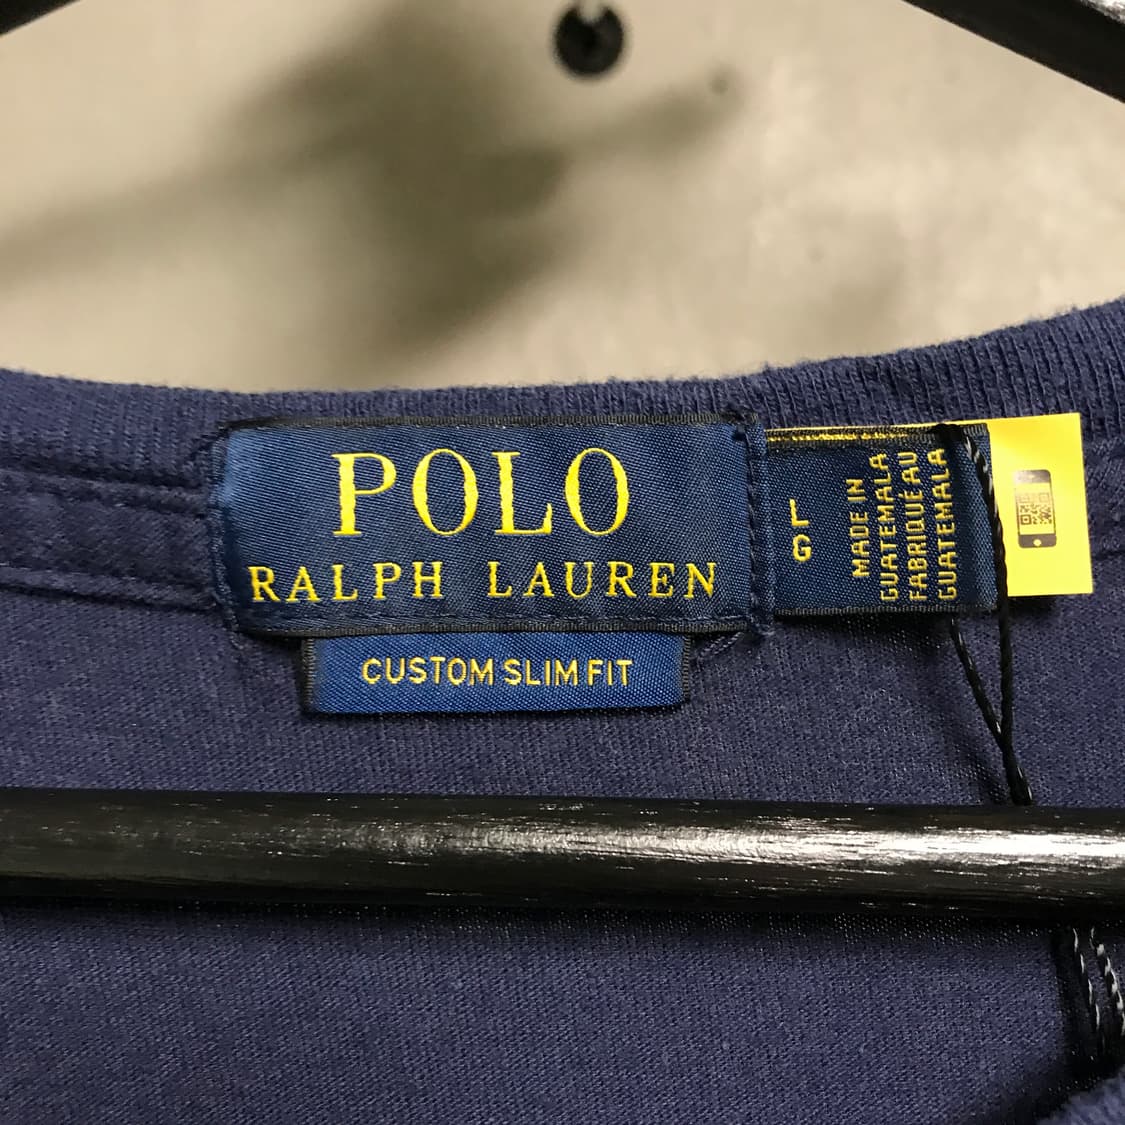 POLO
RALPH LAUREN
CUSTOM SLIM FIT
L
G
MADE IN
GUATEMALA
FABRIQUÉ AU
GUATEMALA